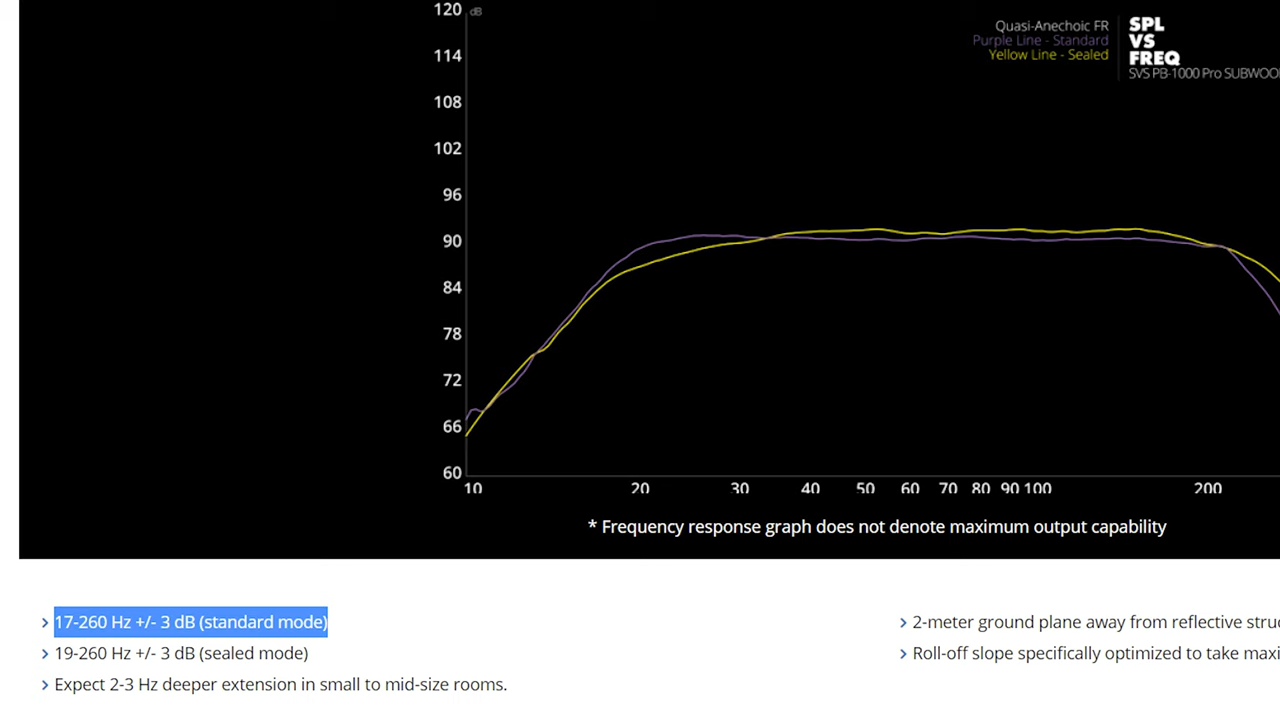 120 dB
114
108
102
96
90
84
78
72
66
60
10 20 30 40 50 60 70 80 90 100 200
Quasi-Anechoic FR
Purple Line - Standard
Yellow Line - Sealed
SPL
VS
FREQ
SVS PB-1000 Pro SUBWOO
* Frequency response graph does not denote maximum output capability
17-260 Hz +/- 3 dB (standard mode)
19-260 Hz +/- 3 dB (sealed mode)
Expect 2-3 Hz deeper extension in small to mid-size rooms.
2-meter ground plane away from reflective struc
Roll-off slope specifically optimized to take maxi